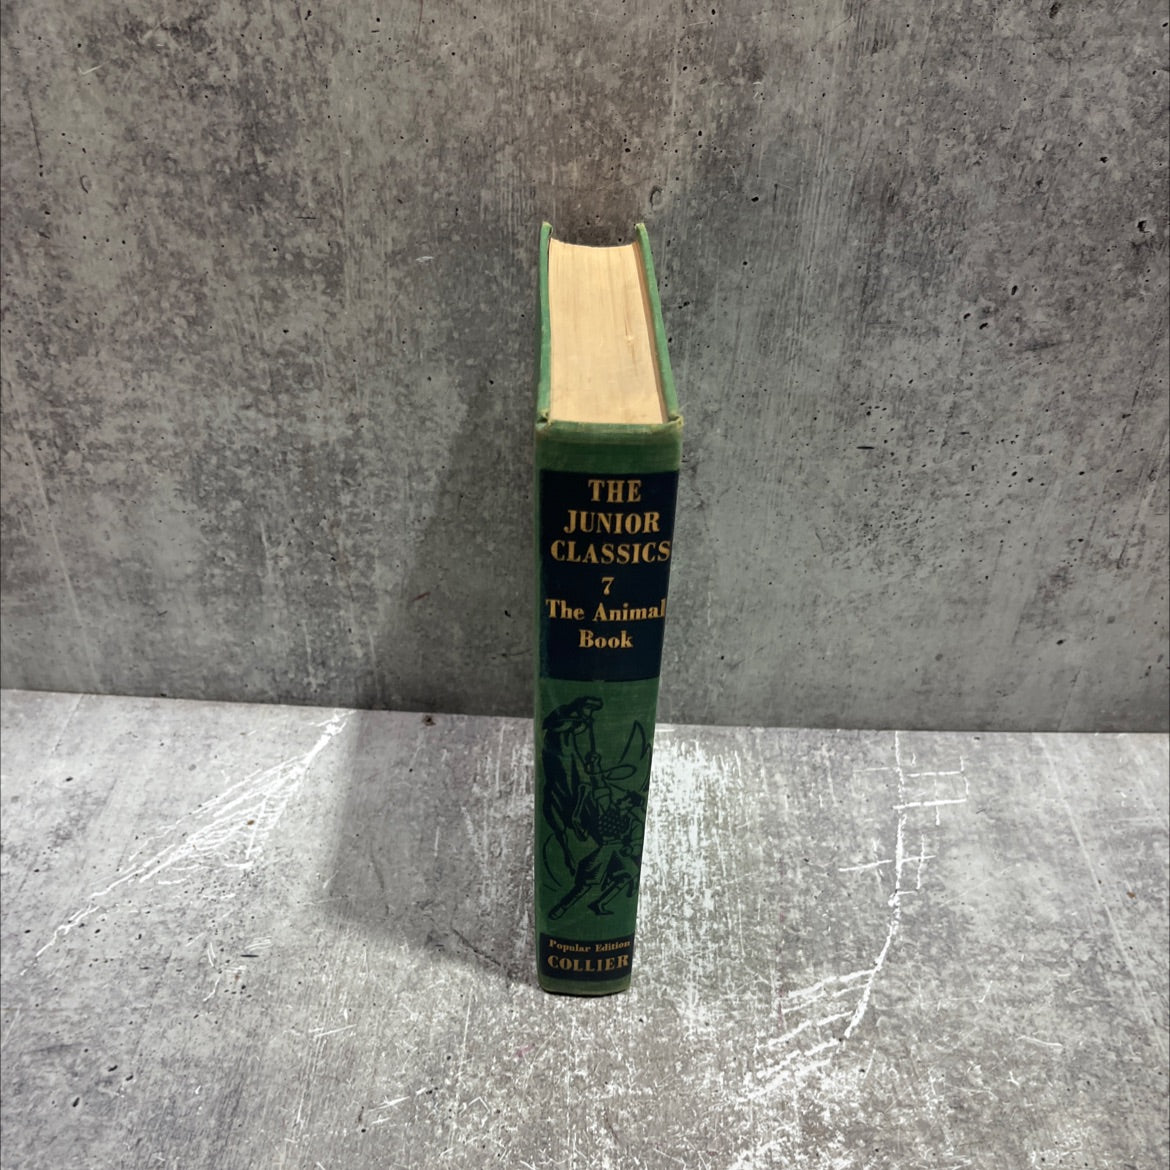 THE
JUNIOR
CLASSICS
7
The Animal
Book
Popular Edition
COLLIER